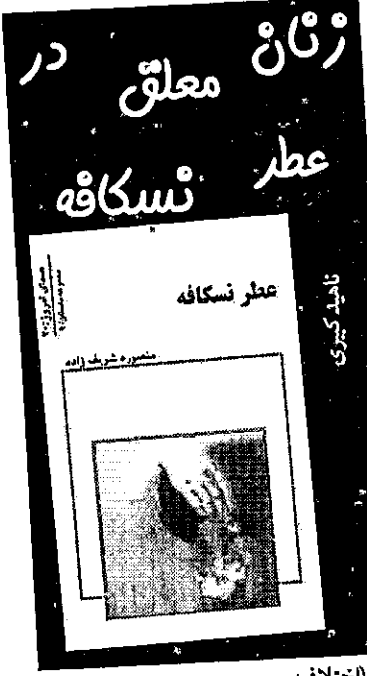 زنان
معلق در
عطر
نسکافه
ناهید کبیری
عطر نسکافه
منصوره شریف زاده